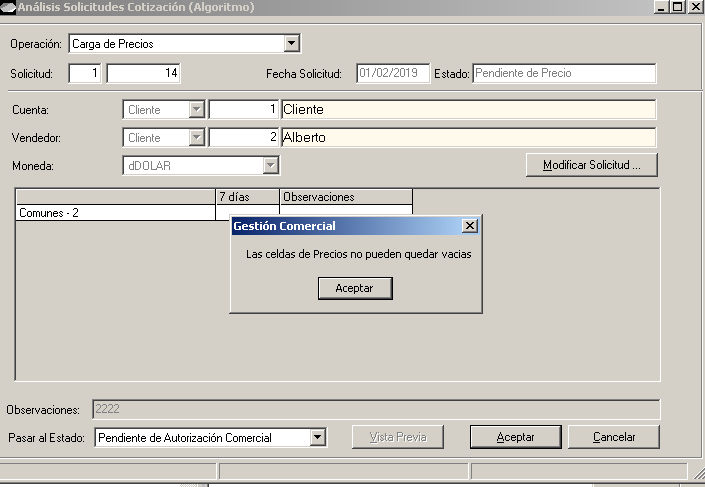 Análisis Solicitudes Cotización (Algoritmo)
Operación: Carga de Precios
Solicitud: 1 14 Fecha Solicitud: 01/02/2019 Estado: Pendiente de Precio
Cuenta: Cliente 1 Cliente
Vendedor: Cliente 2 Alberto
Moneda: dDOLAR Modificar Solicitud ...
7 días Observaciones
Comunes - 2
Gestión Comercial
Las celdas de Precios no pueden quedar vacias
Aceptar
Observaciones: 2222
Pasar al Estado: Pendiente de Autorización Comercial Vista Previa Aceptar Cancelar